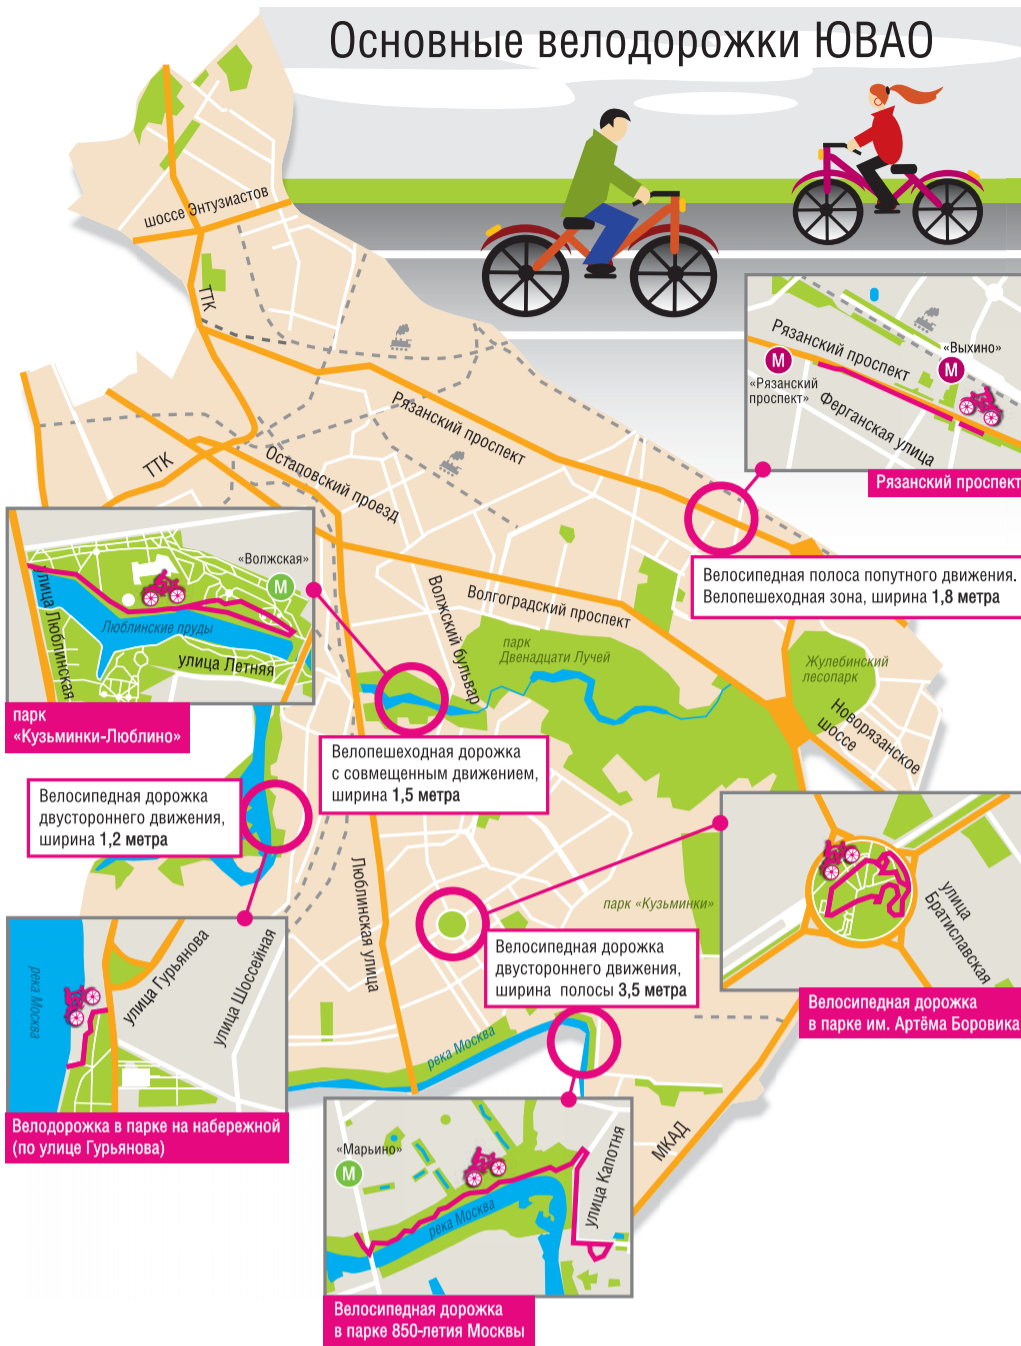 Основные велодорожки ЮВАО
шоссе Энтузиастов
ТТК
Рязанский проспект
«Выхино»
М
М
«Рязанский
проспект»
Ферганская улица
Рязанский проспект
Рязанский проспект
ТТК
Остаповский проезд
«Волжская»
М
улица Люблинская
Люблинские пруды
улица Летняя
парк
«Кузьминки-Люблино»
Велосипедная полоса попутного движения.
Велопешеходная зона, ширина 1,8 метра
Волжский бульвар
Волгоградский проспект
парк
Двенадцати Лучей
Жулебинский
лесопарк
Новорязанское
шоссе
Велопешеходная дорожка
с совмещенным движением,
ширина 1,5 метра
Велосипедная дорожка
двустороннего движения,
ширина 1,2 метра
Люблинская улица
парк «Кузьминки»
Велосипедная дорожка
двустороннего движения,
ширина полосы 3,5 метра
улица
Братиславская
Велосипедная дорожка
в парке им. Артёма Боровика
река Москва
улица Гурьянова
улица Шоссейная
Велодорожка в парке на набережной
(по улице Гурьянова)
река Москва
МКАД
«Марьино»
М
река Москва
улица Капотня
Велосипедная дорожка
в парке 850-летия Москвы